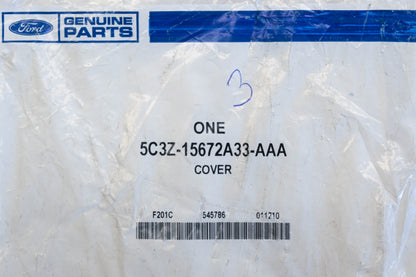 Ford
GENUINE
PARTS
3
ONE
5C3Z-15672A33-AAA
COVER
F201C 545786 011210